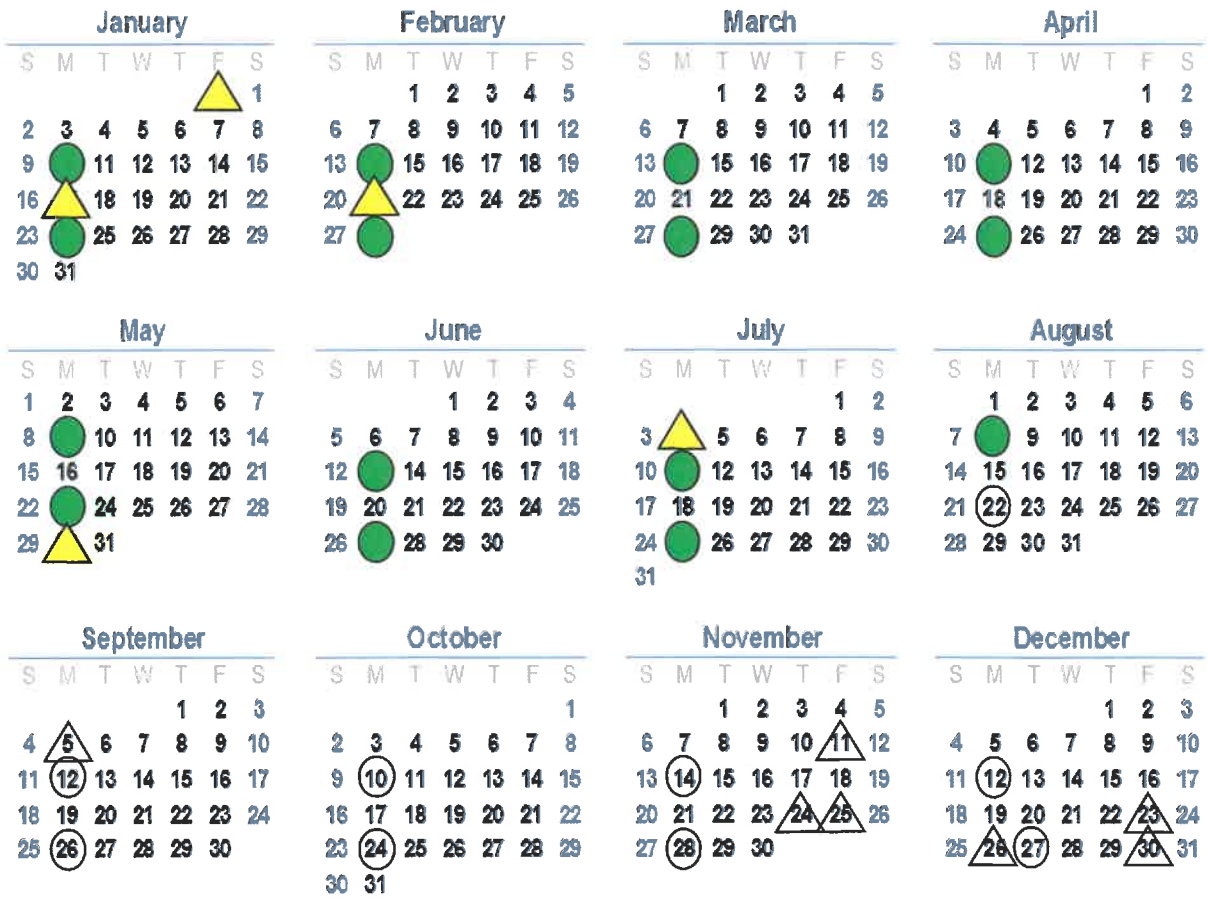 January
S M T W T F S
1
2 3 4 5 6 7 8
9 11 12 13 14 15
16 18 19 20 21 22
23 25 26 27 28 29
30 31
February
S M T W T F S
1 2 3 4 5
6 7 8 9 10 11 12
13 15 16 17 18 19
20 22 23 24 25 26
27
March
S M T W T F S
1 2 3 4 5
6 7 8 9 10 11 12
13 15 16 17 18 19
20 21 22 23 24 25 26
27 29 30 31
April
S M T W T F S
1 2
3 4 5 6 7 8 9
10 12 13 14 15 16
17 18 19 20 21 22 23
24 26 27 28 29 30
May
S M T W T F S
1 2 3 4 5 6 7
8 10 11 12 13 14
15 16 17 18 19 20 21
22 24 25 26 27 28
29 31
June
S M T W T F S
1 2 3 4
5 6 7 8 9 10 11
12 14 15 16 17 18
19 20 21 22 23 24 25
26 28 29 30
July
S M T W T F S
1 2
3 5 6 7 8 9
10 12 13 14 15 16
17 18 19 20 21 22 23
24 26 27 28 29 30
31
August
S M T W T F S
1 2 3 4 5 6
7 9 10 11 12 13
14 15 16 17 18 19 20
21 22 23 24 25 26 27
28 29 30 31
September
S M T W T F S
1 2 3
4 5 6 7 8 9 10
11 12 13 14 15 16 17
18 19 20 21 22 23 24
25 26 27 28 29 30
October
S M T W T F S
1
2 3 4 5 6 7 8
9 10 11 12 13 14 15
16 17 18 19 20 21 22
23 24 25 26 27 28 29
30 31
November
S M T W T F S
1 2 3 4 5
6 7 8 9 10 11 12
13 14 15 16 17 18 19
20 21 22 23 24 25 26
27 28 29 30
December
S M T W T F S
1 2 3
4 5 6 7 8 9 10
11 12 13 14 15 16 17
18 19 20 21 22 23 24
25 26 27 28 29 30 31